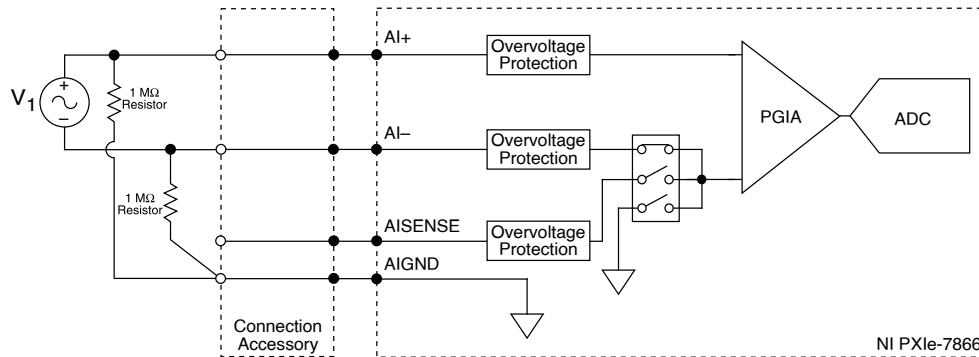 AI+
Overvoltage
Protection
+
V1
–
1 MΩ
Resistor
PGIA
ADC
AI–
Overvoltage
Protection
1 MΩ
Resistor
AISENSE
Overvoltage
Protection
AIGND
Connection
Accessory
NI PXIe-7866